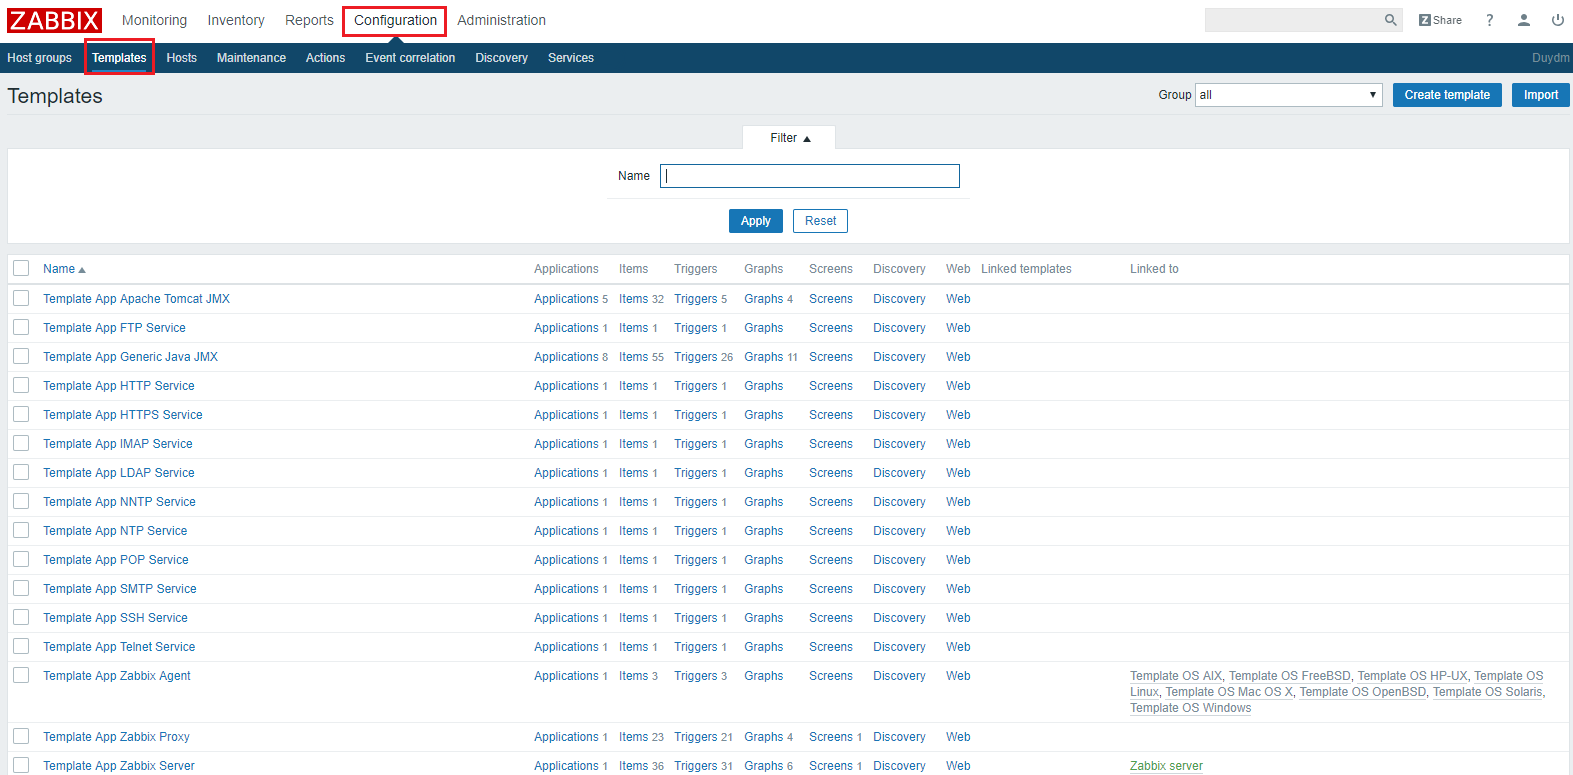 ZABBIX Monitoring Inventory Reports Configuration Administration Z Share ?
Host groups Templates Hosts Maintenance Actions Event correlation Discovery Services Duydm
Templates Group all Create template Import
Filter
Name
Apply Reset
Name Applications Items Triggers Graphs Screens Discovery Web Linked templates Linked to
Template App Apache Tomcat JMX Applications 5 Items 32 Triggers 5 Graphs 4 Screens Discovery Web
Template App FTP Service Applications 1 Items 1 Triggers 1 Graphs Screens Discovery Web
Template App Generic Java JMX Applications 8 Items 55 Triggers 26 Graphs 11 Screens Discovery Web
Template App HTTP Service Applications 1 Items 1 Triggers 1 Graphs Screens Discovery Web
Template App HTTPS Service Applications 1 Items 1 Triggers 1 Graphs Screens Discovery Web
Template App IMAP Service Applications 1 Items 1 Triggers 1 Graphs Screens Discovery Web
Template App LDAP Service Applications 1 Items 1 Triggers 1 Graphs Screens Discovery Web
Template App NNTP Service Applications 1 Items 1 Triggers 1 Graphs Screens Discovery Web
Template App NTP Service Applications 1 Items 1 Triggers 1 Graphs Screens Discovery Web
Template App POP Service Applications 1 Items 1 Triggers 1 Graphs Screens Discovery Web
Template App SMTP Service Applications 1 Items 1 Triggers 1 Graphs Screens Discovery Web
Template App SSH Service Applications 1 Items 1 Triggers 1 Graphs Screens Discovery Web
Template App Telnet Service Applications 1 Items 1 Triggers 1 Graphs Screens Discovery Web
Template App Zabbix Agent Applications 1 Items 3 Triggers 3 Graphs Screens Discovery Web Template OS AIX, Template OS FreeBSD, Template OS HP-UX, Template OS
Linux, Template OS Mac OS X, Template OS OpenBSD, Template OS Solaris,
Template OS Windows
Template App Zabbix Proxy Applications 1 Items 23 Triggers 21 Graphs 4 Screens 1 Discovery Web
Template App Zabbix Server Applications 1 Items 36 Triggers 31 Graphs 6 Screens 1 Discovery Web Zabbix server